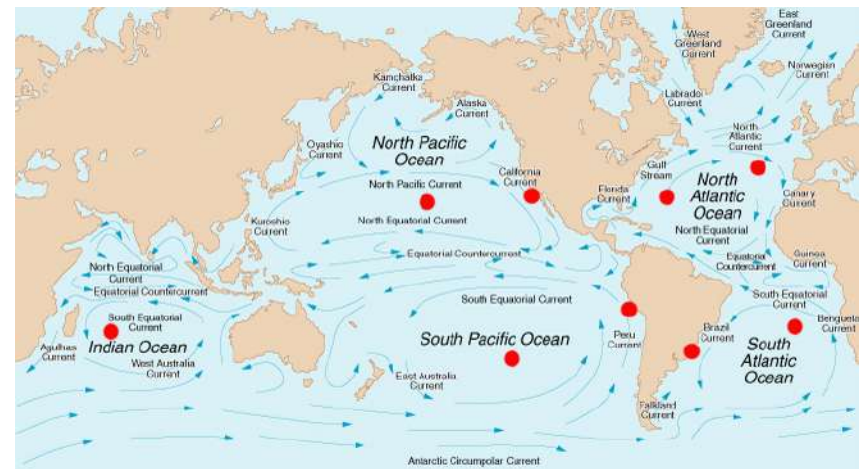 East
Greenland
Current
West
Greenland
Current
Norwegian
Current
Kamchatka
Current
Labrador
Current
Alaska
Current
Oyashio
Current
North Pacific
Ocean
North
Atlantic
Current
North Pacific Current
California
Current
Gulf
Stream
Florida
Current
North
Atlantic
Ocean
Canary
Current
Kuroshio
Current
North Equatorial Current
North Equatorial
Current
Equatorial Countercurrent
Equatorial
Countercurrent
Guinea
Current
North Equatorial
Current
Equatorial Countercurrent
South Equatorial Current
South Equatorial
Current
South Equatorial
Current
Benguela
Current
Agulhas
Current
Indian Ocean
West Australia
Current
South Pacific Ocean
Peru
Current
Brazil
Current
South
Atlantic
Ocean
East Australia
Current
Falkland
Current
Antarctic Circumpolar Current